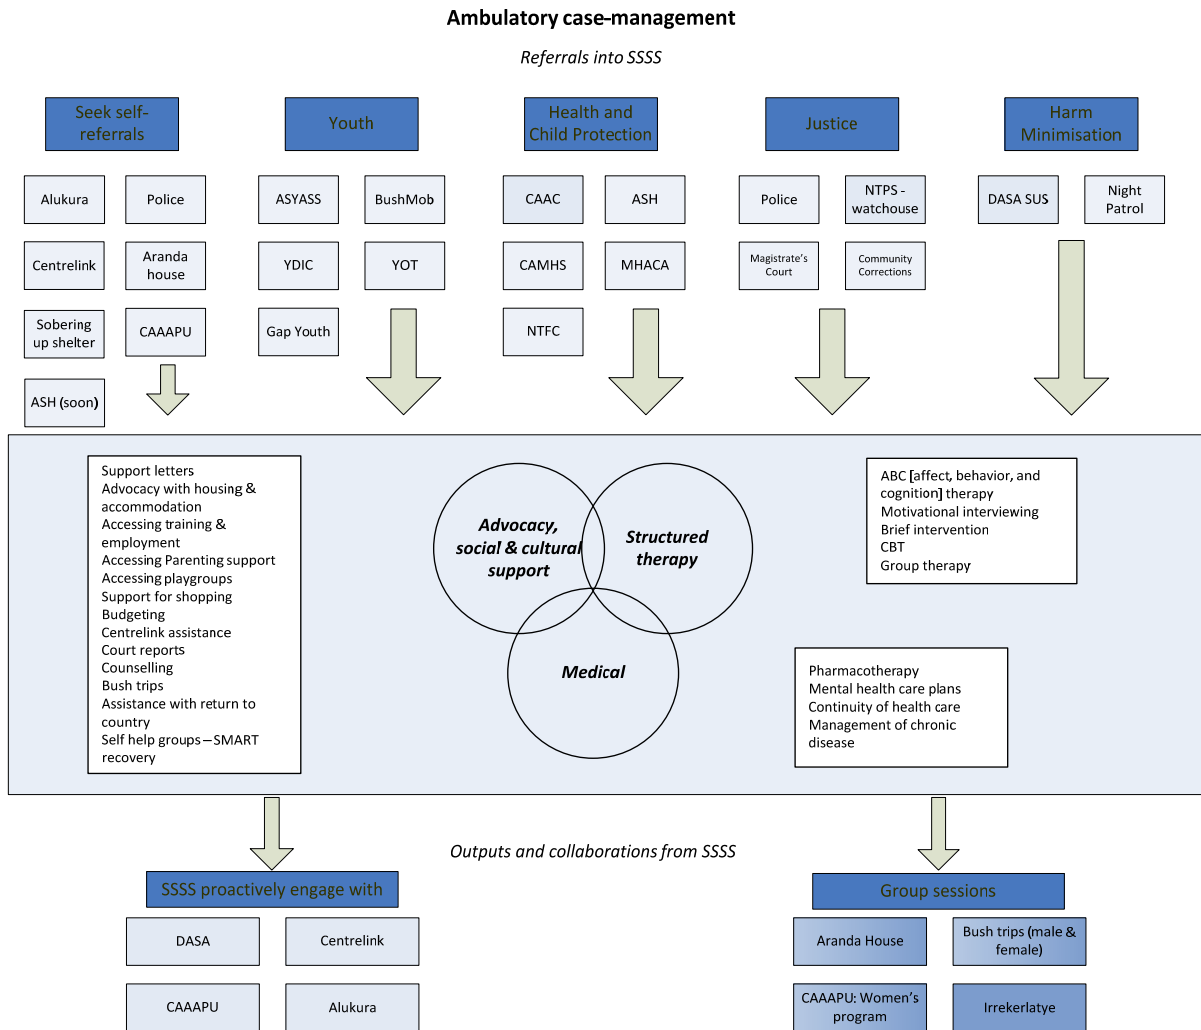 Ambulatory case-management
Referrals into SSSS
Seek self-
referrals
Youth
Health and
Child Protection
Justice
Harm
Minimisation
Alukura
Police
Centrelink
Aranda
house
Sobering
up shelter
CAAAPU
ASH (soon)
ASYASS
BushMob
YDIC
YOT
Gap Youth
CAAC
ASH
CAMHS
MHACA
NTFC
Police
NTPS -
watchouse
Magistrate's
Court
Community
Corrections
DASA SUS
Night
Patrol
Support letters
Advocacy with housing &
accommodation
Accessing training &
employment
Accessing Parenting support
Accessing playgroups
Support for shopping
Budgeting
Centrelink assistance
Court reports
Counselling
Bush trips
Assistance with return to
country
Self help groups – SMART
recovery
Advocacy,
social & cultural
support
Structured
therapy
Medical
ABC [affect, behavior, and
cognition] therapy
Motivational interviewing
Brief intervention
CBT
Group therapy
Pharmacotherapy
Mental health care plans
Continuity of health care
Management of chronic
disease
Outputs and collaborations from SSSS
SSSS proactively engage with
DASA
Centrelink
CAAAPU
Alukura
Group sessions
Aranda House
Bush trips (male &
female)
CAAAPU: Women's
program
Irrekerlatye